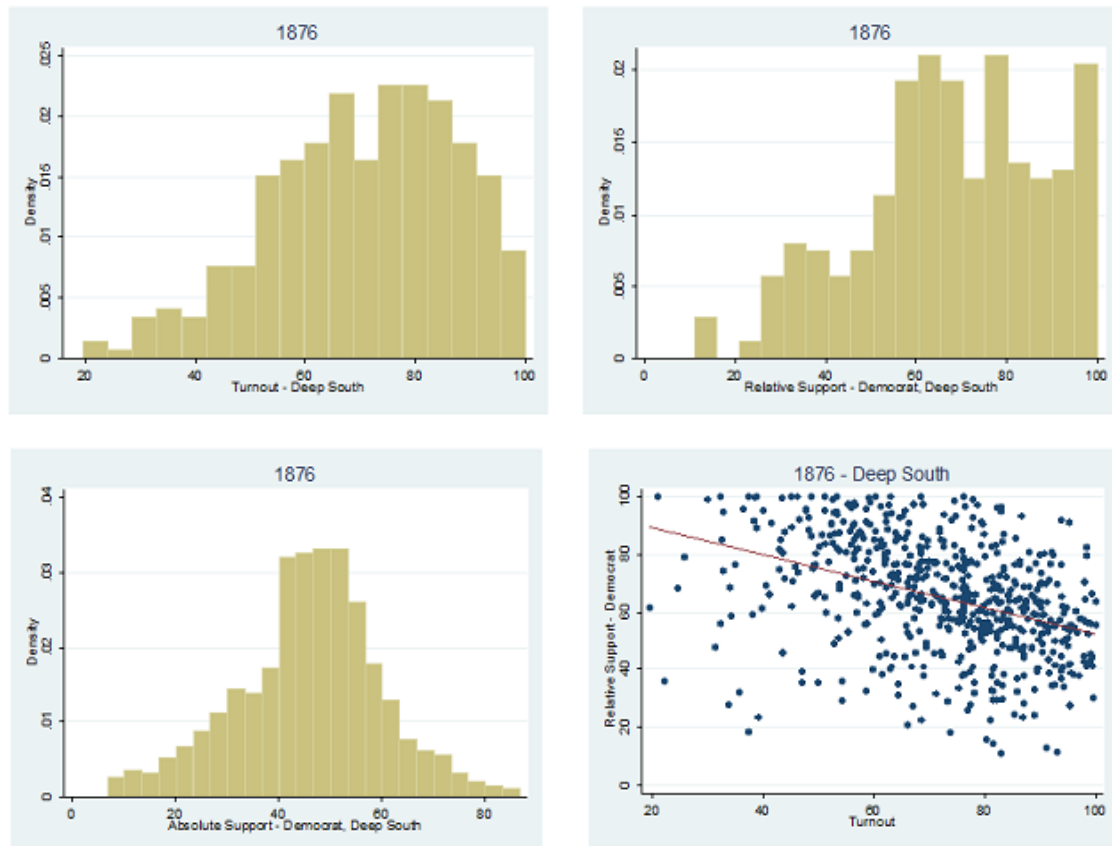 1876
.025
.02
.015
.01
.005
0
Density
20 40 60 80 100
Turnout - Deep South
1876
.02
.015
.01
.005
0
Density
0 20 40 60 80 100
Relative Support - Democrat, Deep South
1876
.04
.03
.02
.01
0
Density
0 20 40 60 80
Absolute Support - Democrat, Deep South
1876 - Deep South
100
80
60
40
20
0
Relative Support - Democrat
20 40 60 80 100
Turnout